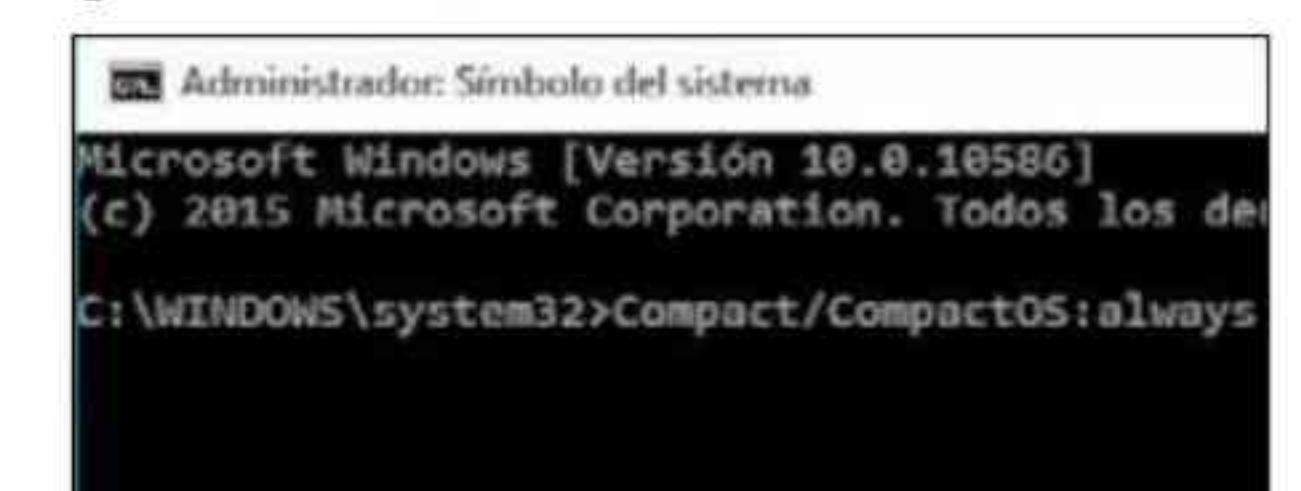 Administrador: Símbolo del sistema
Microsoft Windows [Versión 10.0.10586]
(c) 2015 Microsoft Corporation. Todos los de
C:\WINDOWS\system32>Compact/CompactOS:always